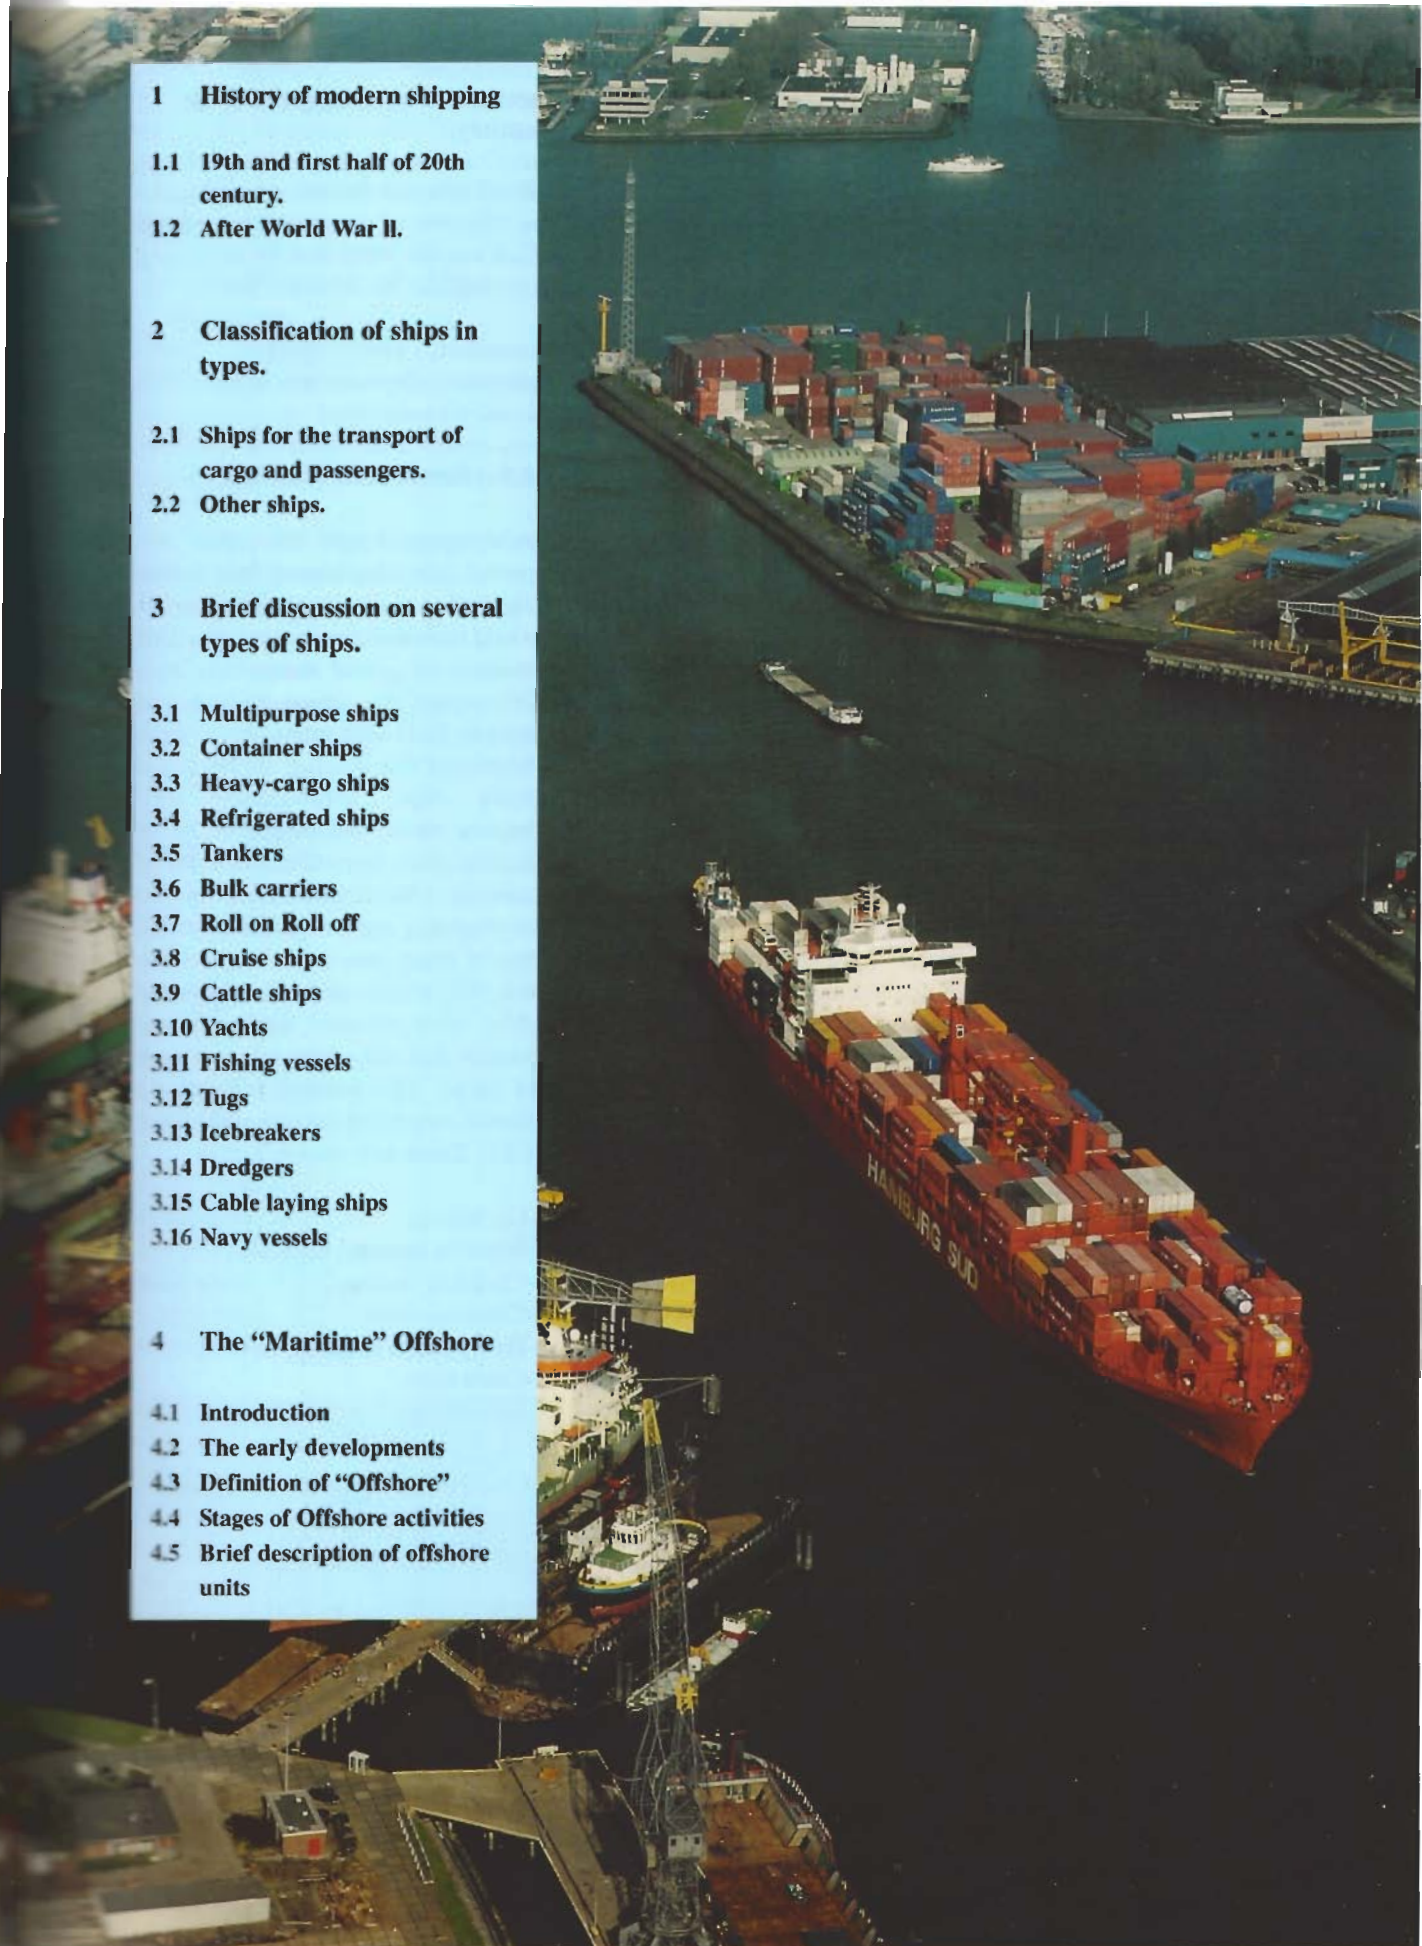 1 History of modern shipping
1.1 19th and first half of 20th
century.
1.2 After World War II.
2 Classification of ships in
types.
2.1 Ships for the transport of
cargo and passengers.
2.2 Other ships.
3 Brief discussion on several
types of ships.
3.1 Multipurpose ships
3.2 Container ships
3.3 Heavy-cargo ships
3.4 Refrigerated ships
3.5 Tankers
3.6 Bulk carriers
3.7 Roll on Roll off
3.8 Cruise ships
3.9 Cattle ships
3.10 Yachts
3.11 Fishing vessels
3.12 Tugs
3.13 Icebreakers
3.14 Dredgers
3.15 Cable laying ships
3.16 Navy vessels
4 The “Maritime” Offshore
4.1 Introduction
4.2 The early developments
4.3 Definition of “Offshore”
4.4 Stages of Offshore activities
4.5 Brief description of offshore
units
HAMBURG SÜD